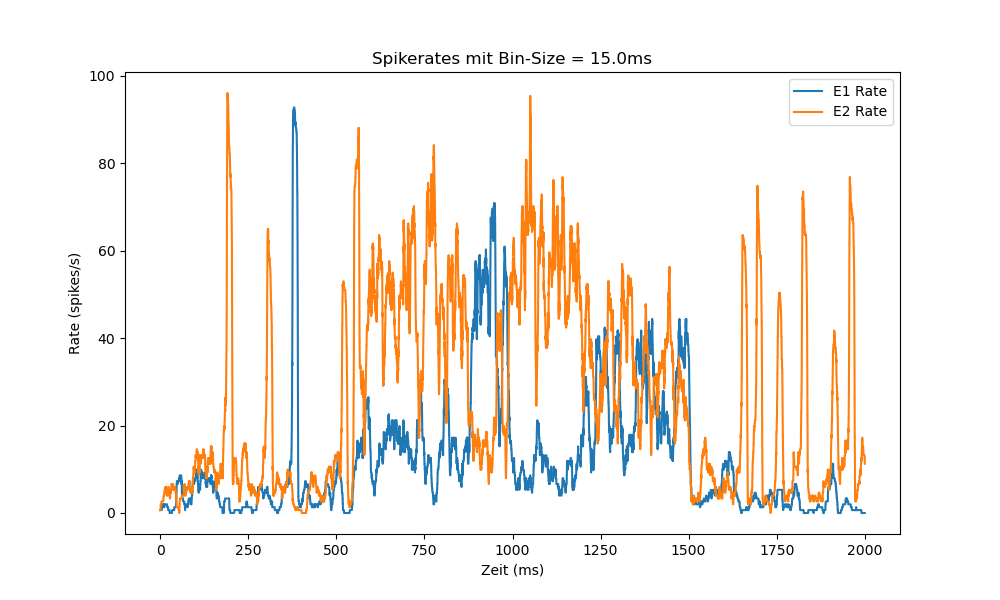 Spikerates mit Bin-Size = 15.0ms
E1 Rate
E2 Rate
100
80
60
40
20
0
Rate (spikes/s)
0 250 500 750 1000 1250 1500 1750 2000
Zeit (ms)